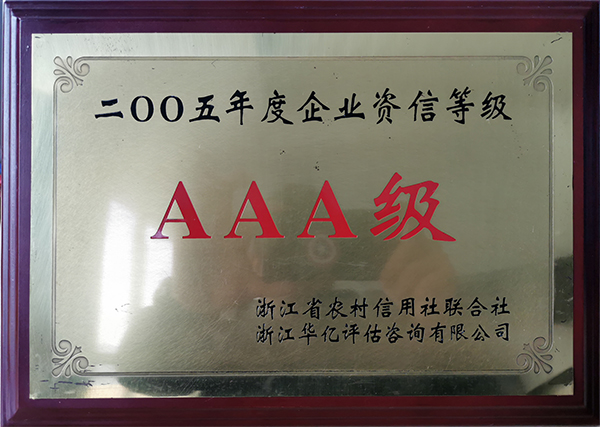 二OO五年度企业资信等级
AAA级
浙江省农村信用社联合社
浙江华亿评估咨询有限公司